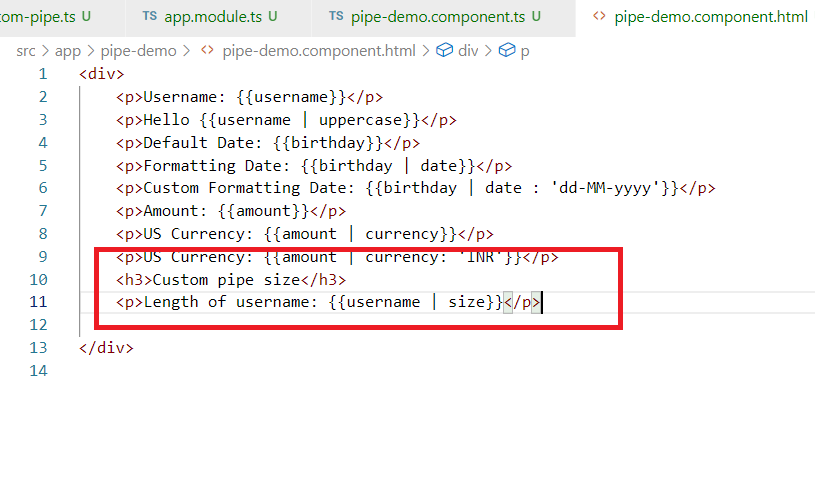 tom-pipe.ts U TS app.module.ts U TS pipe-demo.component.ts U <> pipe-demo.component.html
src > app > pipe-demo > <> pipe-demo.component.html > div > p
1 <div>
2 <p>Username: {{username}}</p>
3 <p>Hello {{username | uppercase}}</p>
4 <p>Default Date: {{birthday}}</p>
5 <p>Formatting Date: {{birthday | date}}</p>
6 <p>Custom Formatting Date: {{birthday | date : 'dd-MM-yyyy'}}</p>
7 <p>Amount: {{amount}}</p>
8 <p>US Currency: {{amount | currency}}</p>
9 <p>US Currency: {{amount | currency: 'INR'}}</p>
10 <h3>Custom pipe size</h3>
11 <p>Length of username: {{username | size}}</p>
12
13 </div>
14